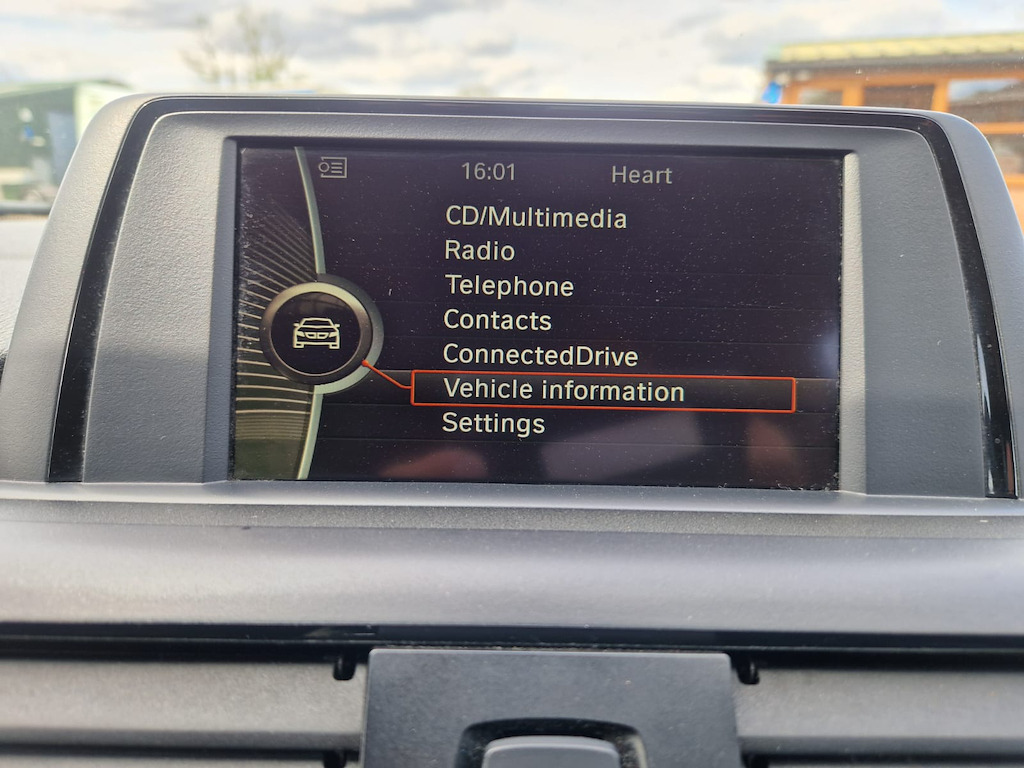 16:01 Heart
CD/Multimedia
Radio
Telephone
Contacts
ConnectedDrive
Vehicle information
Settings